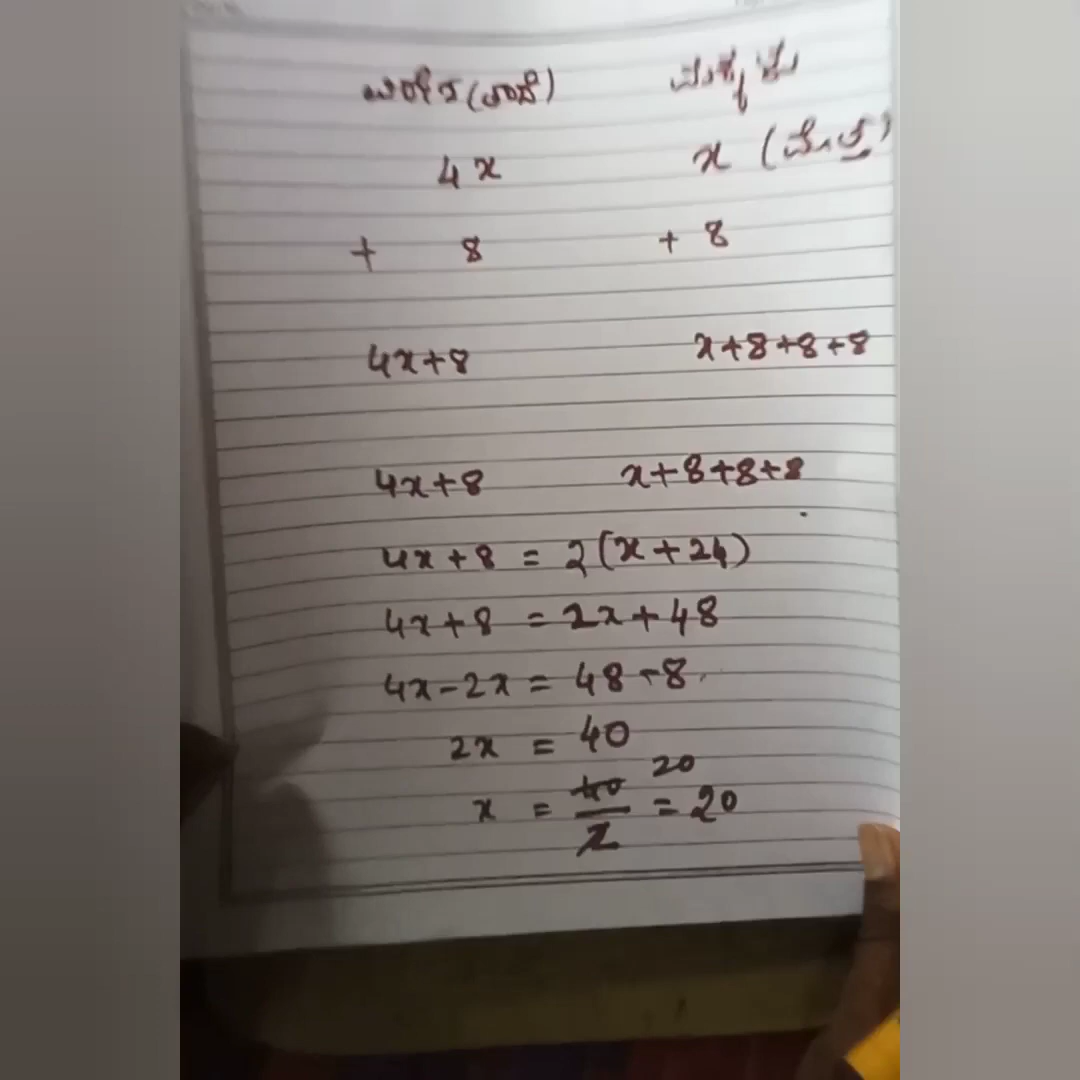 4x x
+ 8 + 8
4x+8 x+8+8+8
4x+8 x+8+8+8
4x+8 = 2(x+24)
4x+8 = 2x+48
4x-2x = 48-8
2x = 40
x = 40/2 20 = 20